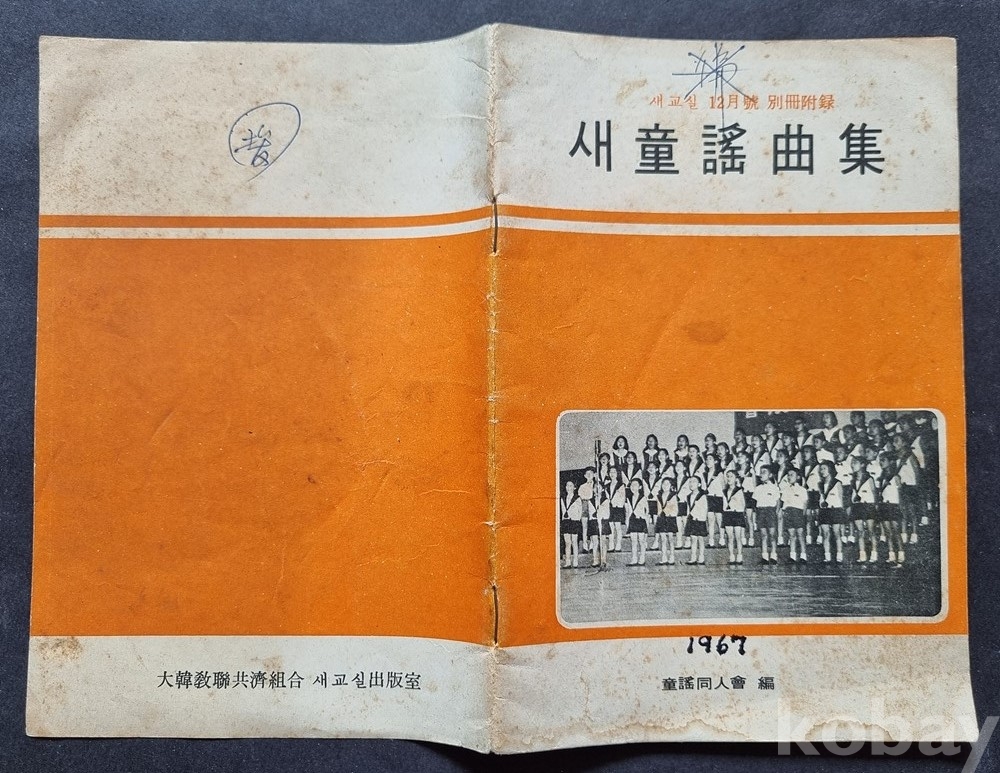 새교실 12月號 別冊附録
새童謠曲集
1967
童謠同人會 編
大韓敎聯共濟組合 새교실出版室
kobay